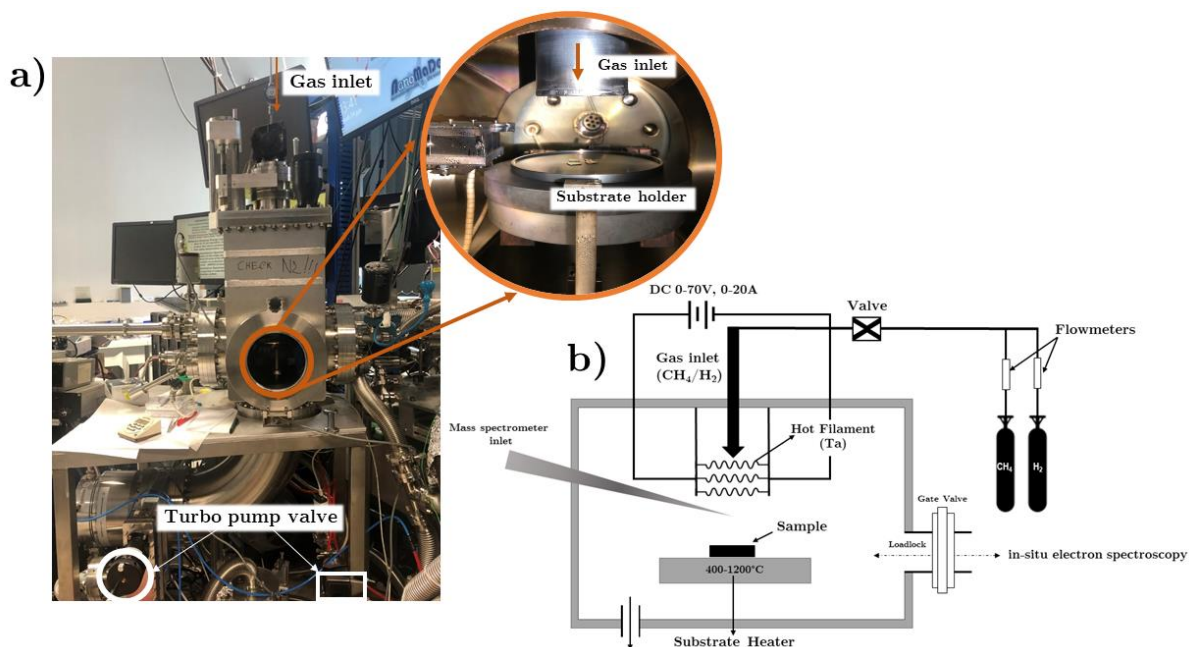 a)
Gas inlet
NanoMaDe
CHECK N2/11
Turbo pump valve
Gas inlet
Substrate holder
DC 0-70V, 0-20A
Valve
Flowmeters
b)
Gas inlet
(CH₄/H₂)
Hot Filament
(Ta)
Mass spectrometer
inlet
CH₄
H₂
Gate Valve
Sample
Loadlock
in-situ electron spectroscopy
400-1200°C
Substrate Heater